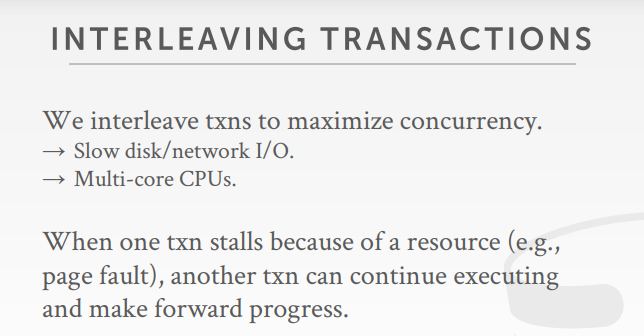 INTERLEAVING TRANSACTIONS
We interleave txns to maximize concurrency.
→ Slow disk/network I/O.
→ Multi-core CPUs.
When one txn stalls because of a resource (e.g.,
page fault), another txn can continue executing
and make forward progress.